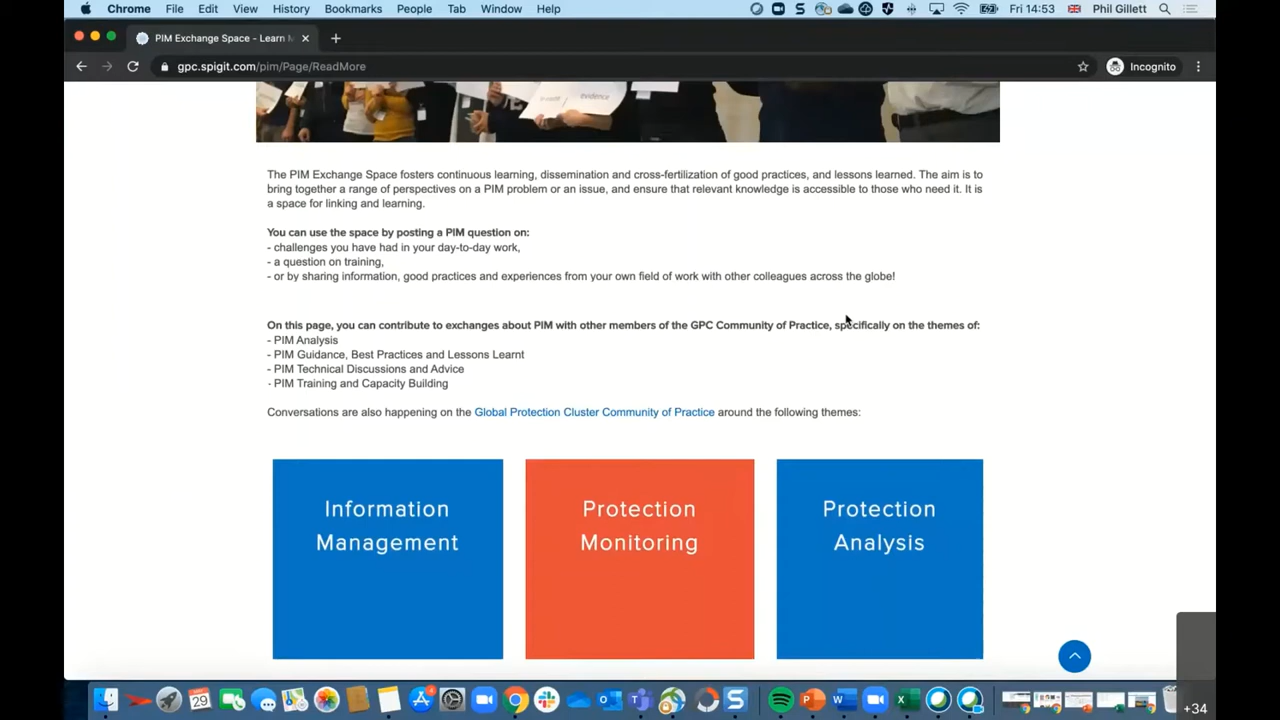 Chrome File Edit View History Bookmarks People Tab Window Help Fri 14:53 Phil Gillett
PIM Exchange Space - Learn M
gpc.spigit.com/pim/Page/ReadMore Incognito
evidence
The PIM Exchange Space fosters continuous learning, dissemination and cross-fertilization of good practices, and lessons learned. The aim is to
bring together a range of perspectives on a PIM problem or an issue, and ensure that relevant knowledge is accessible to those who need it. It is
a space for linking and learning.
You can use the space by posting a PIM question on:
- challenges you have had in your day-to-day work,
- a question on training,
- or by sharing information, good practices and experiences from your own field of work with other colleagues across the globe!
On this page, you can contribute to exchanges about PIM with other members of the GPC Community of Practice, specifically on the themes of:
- PIM Analysis
- PIM Guidance, Best Practices and Lessons Learnt
- PIM Technical Discussions and Advice
- PIM Training and Capacity Building
Conversations are also happening on the Global Protection Cluster Community of Practice around the following themes:
Information
Management
Protection
Monitoring
Protection
Analysis
29
4
+34